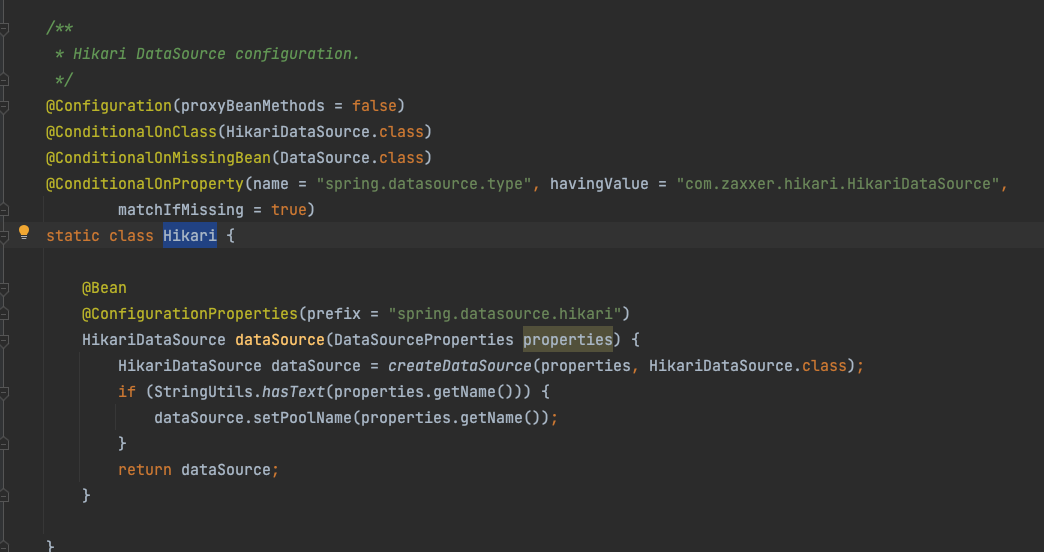 /**
 * Hikari DataSource configuration.
 */
@Configuration(proxyBeanMethods = false)
@ConditionalOnClass(HikariDataSource.class)
@ConditionalOnMissingBean(DataSource.class)
@ConditionalOnProperty(name = "spring.datasource.type", havingValue = "com.zaxxer.hikari.HikariDataSource",
        matchIfMissing = true)
static class Hikari {
    @Bean
    @ConfigurationProperties(prefix = "spring.datasource.hikari")
    HikariDataSource dataSource(DataSourceProperties properties) {
        HikariDataSource dataSource = createDataSource(properties, HikariDataSource.class);
        if (StringUtils.hasText(properties.getName())) {
            dataSource.setPoolName(properties.getName());
        }
        return dataSource;
    }
}